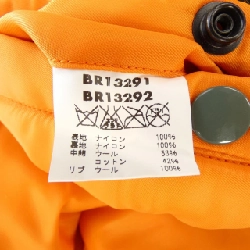 BR13291
BR13292
表地 ナイロン 100%
裏地 ナイロン 100%
中綿 ウール
コットン
リブ ウール 100%